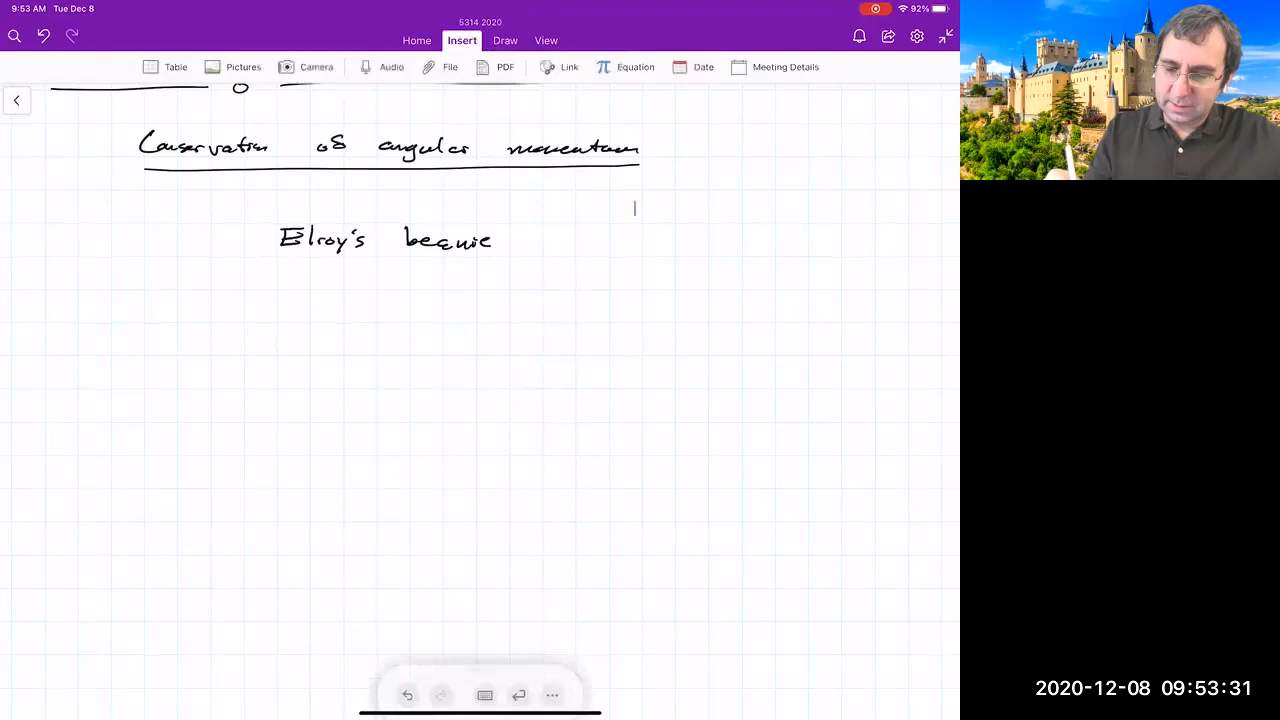 9:53 AM Tue Dec 8
92%
5314 2020
Home Insert Draw View
Table Pictures Camera Audio File PDF Link Equation Date Meeting Details
Conservation of angular momentum
Elroy's beanie
2020-12-08 09:53:31